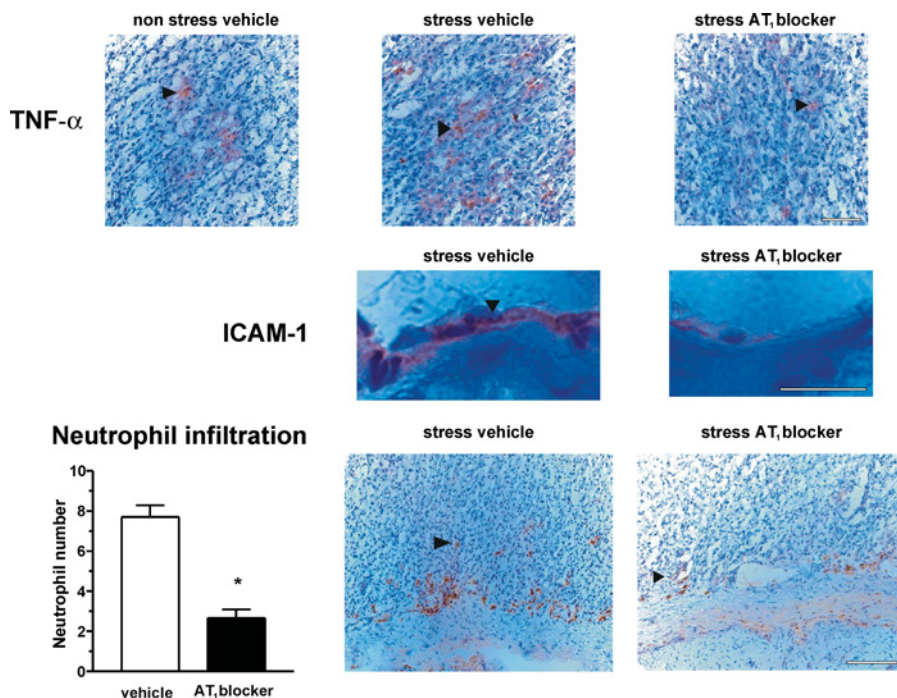 non stress vehicle
stress vehicle
stress AT₁ blocker
TNF-α
stress vehicle
stress AT₁ blocker
ICAM-1
Neutrophil infiltration
stress vehicle
stress AT₁ blocker
Neutrophil number
10
8
6
4
2
0
*
vehicle
AT₁ blocker